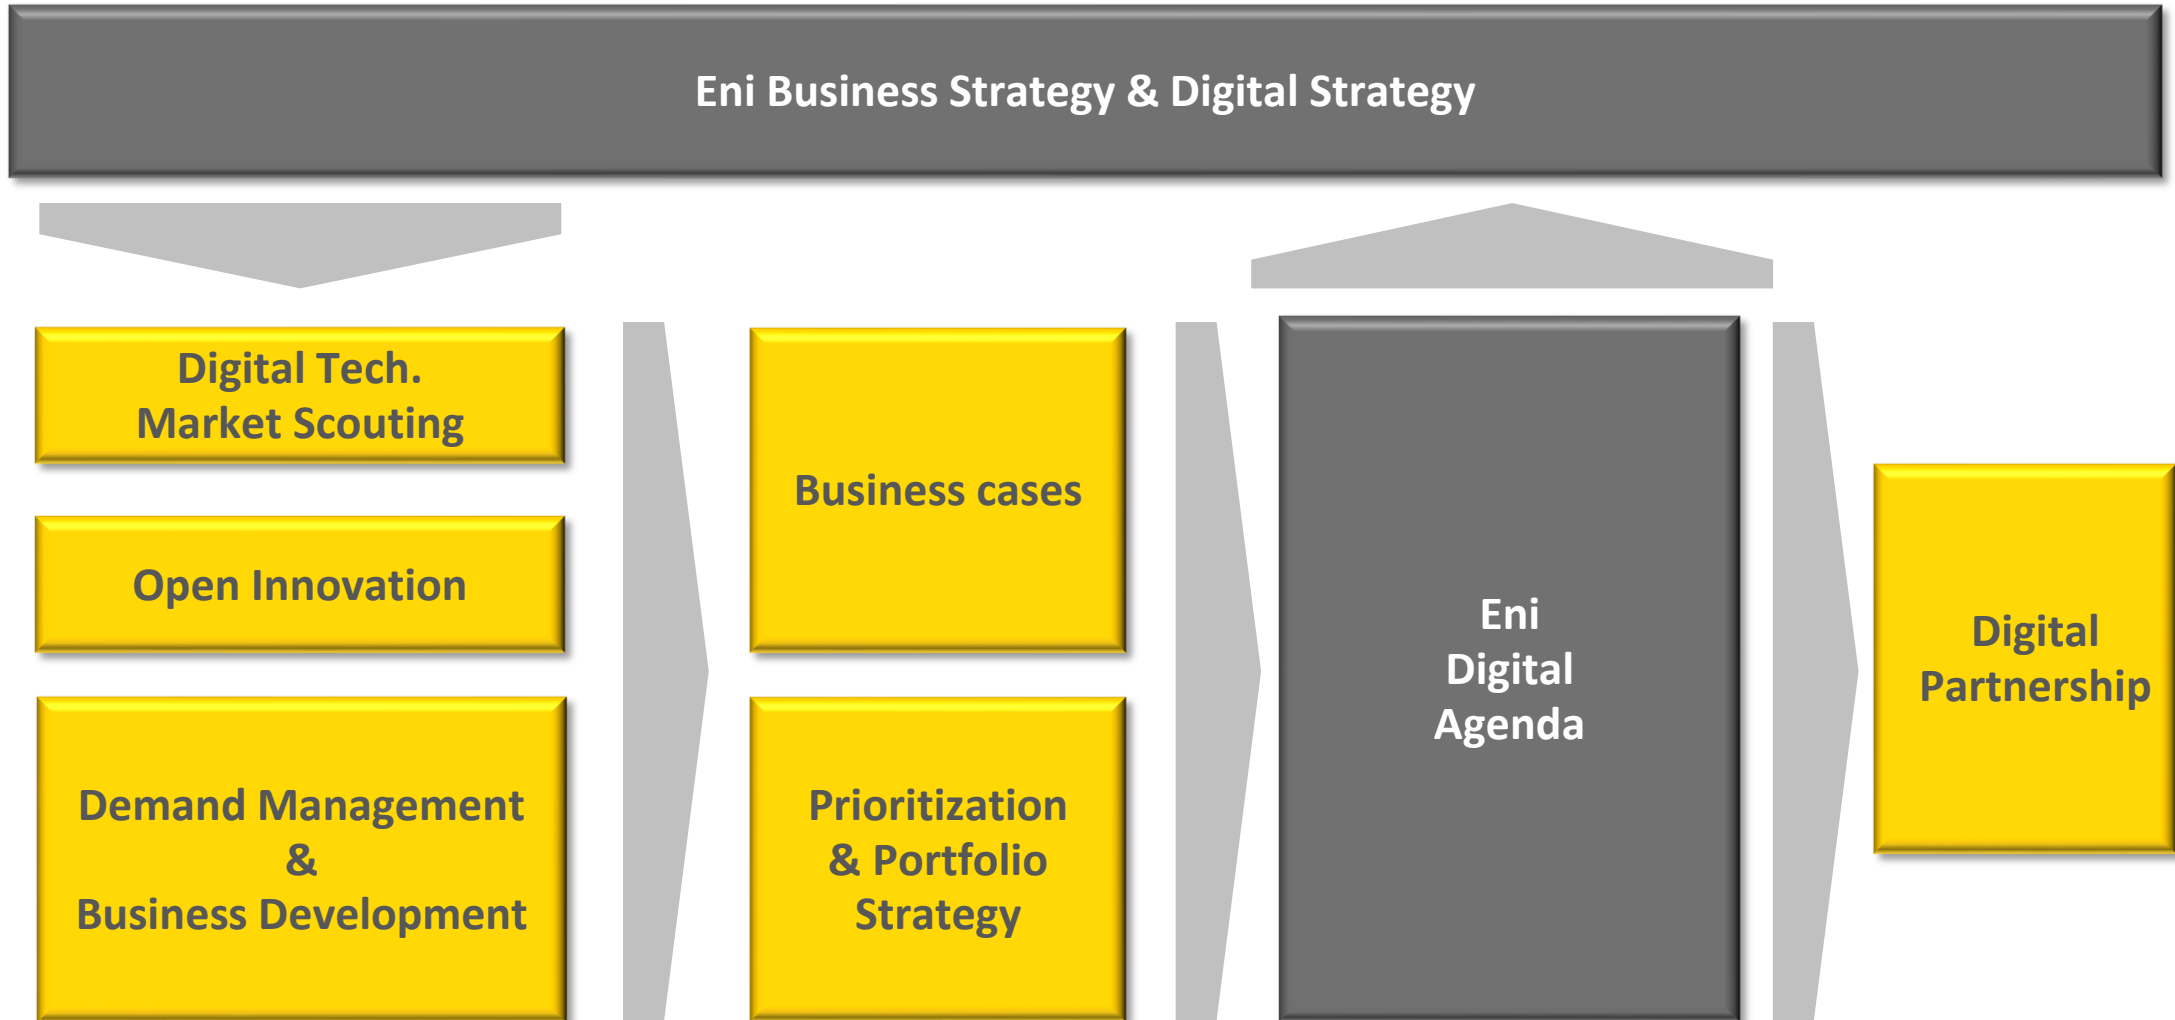 Eni Business Strategy & Digital Strategy
Digital Tech.
Market Scouting
Open Innovation
Demand Management
&
Business Development
Business cases
Prioritization
& Portfolio
Strategy
Eni
Digital
Agenda
Digital
Partnership